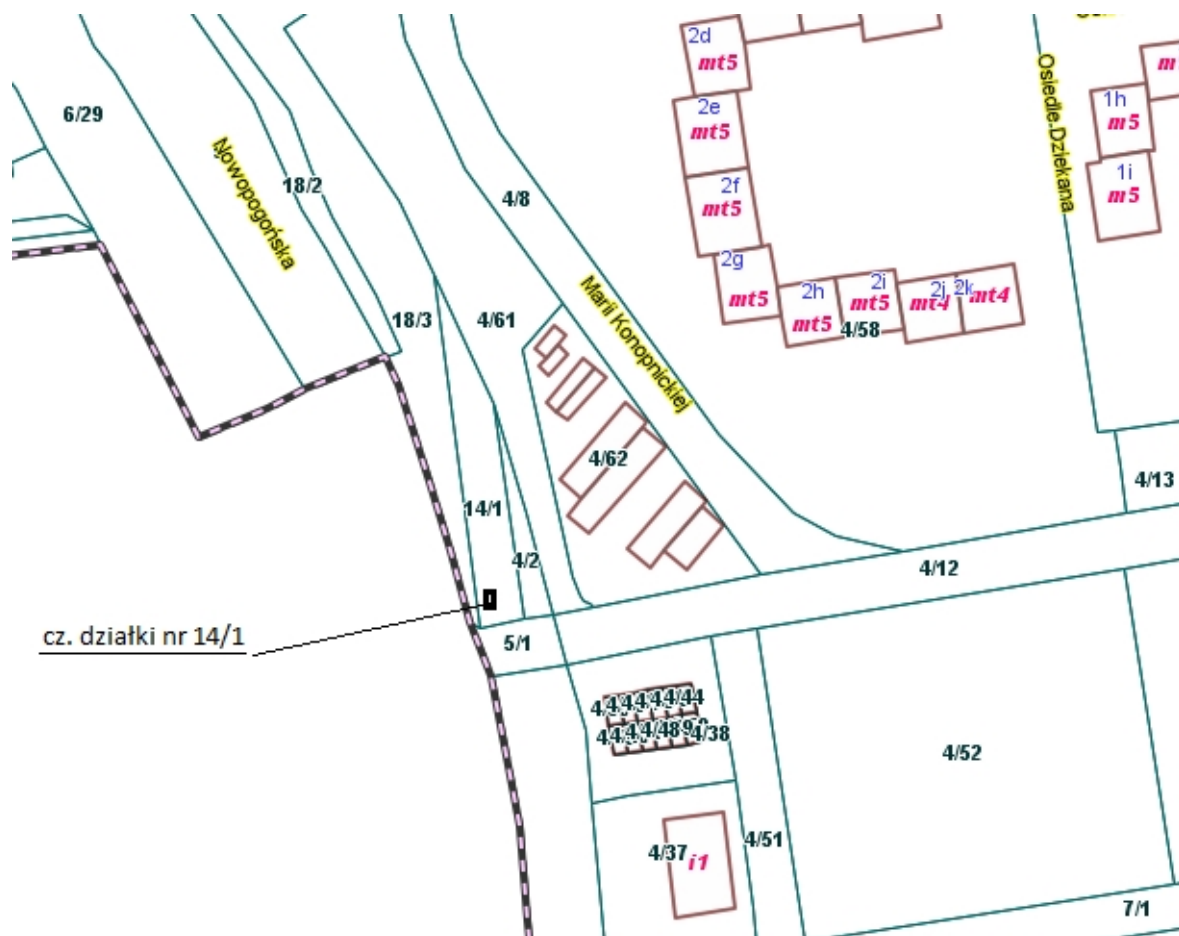 2d
mt5
2e
mt5
2f
mt5
2g
mt5
2h
mt5
2i
mt5
2j
mt4
2k
mt4
4/58
Osiedle.Dziekana
1h
m5
1i
m5
6/29
Nowopogońska
18/2
4/8
18/3
4/61
Marii Konopnickiej
4/62
14/1
4/2
4/13
4/12
cz. działki nr 14/1
5/1
4/44
4/38
4/52
4/37
i1
4/51
7/1